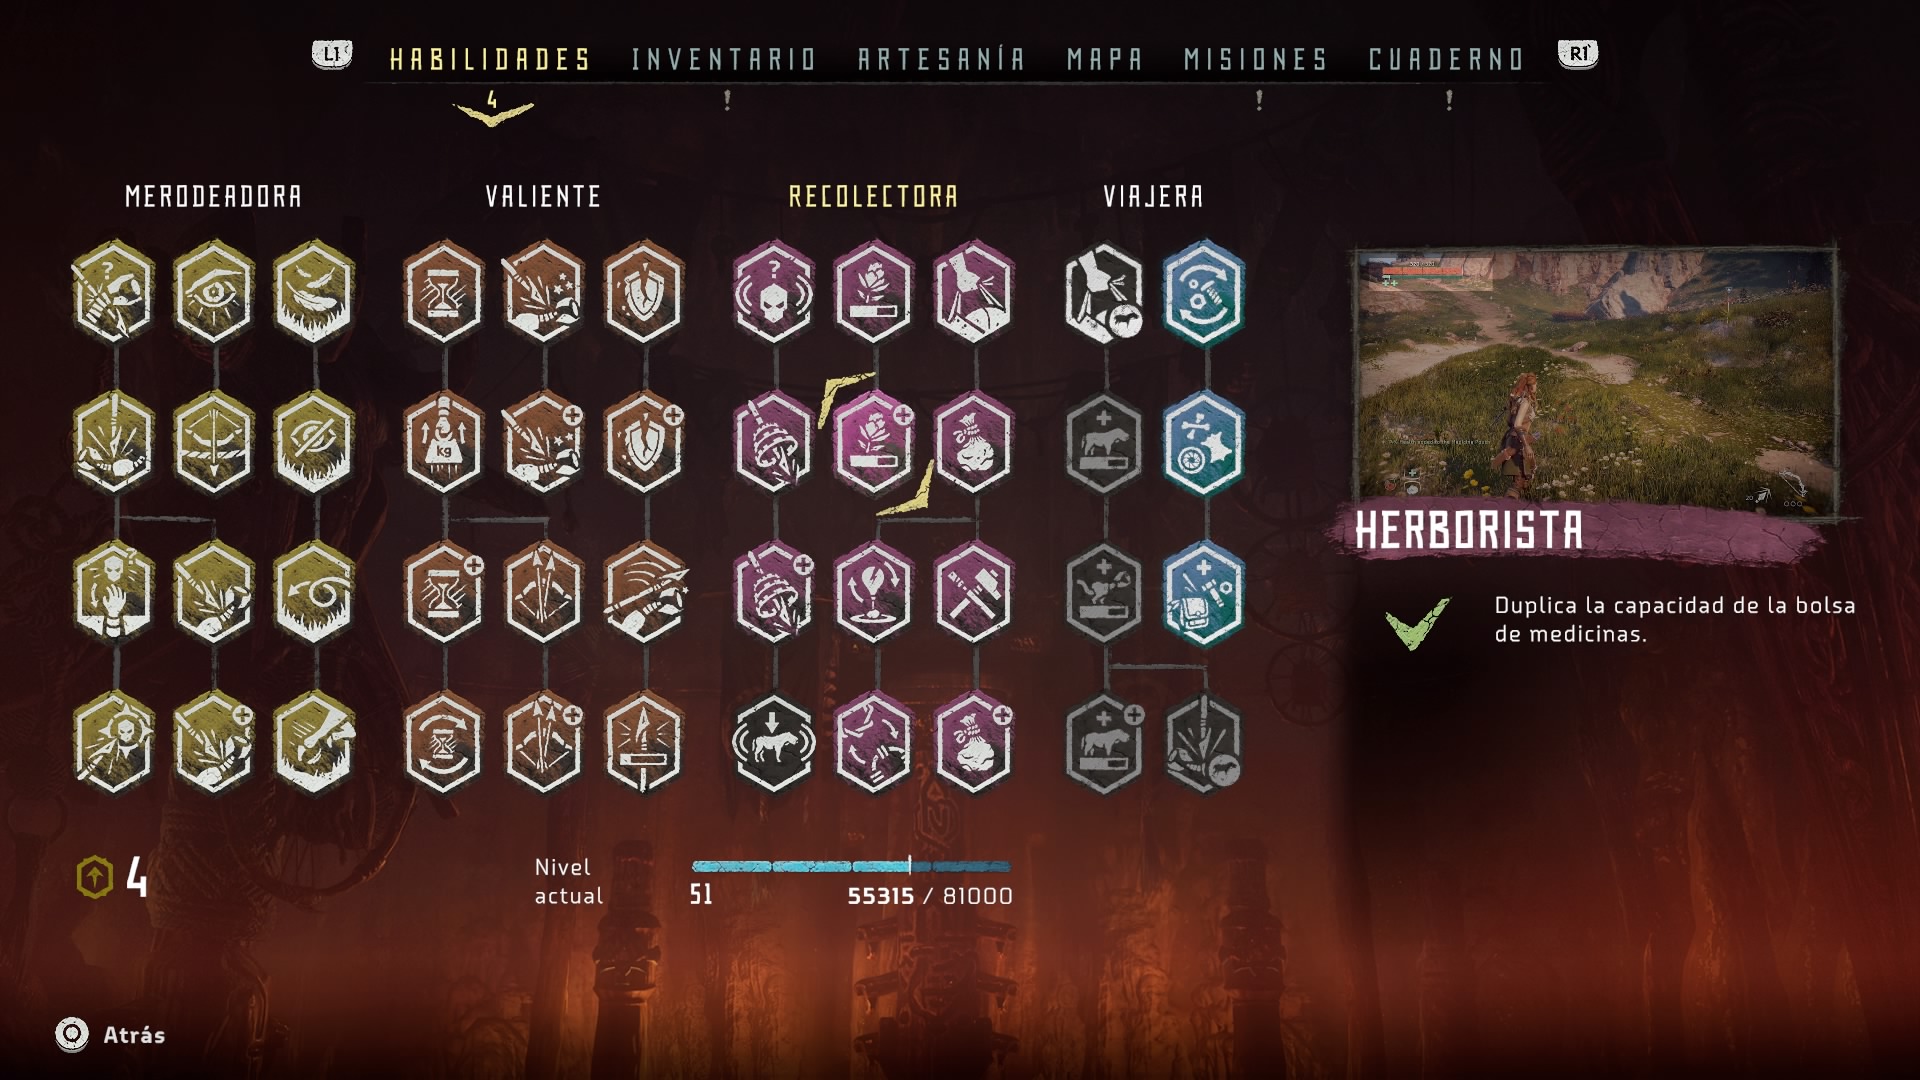 L1 HABILIDADES INVENTARIO ARTESANÍA MAPA MISIONES CUADERNO R1
4 ! ! !
MERODEADORA VALIENTE RECOLECTORA VIAJERA
?
?
kg
HERBORISTA
Duplica la capacidad de la bolsa
de medicinas.
?
4
Nivel
actual
51 55315 / 81000
Atrás